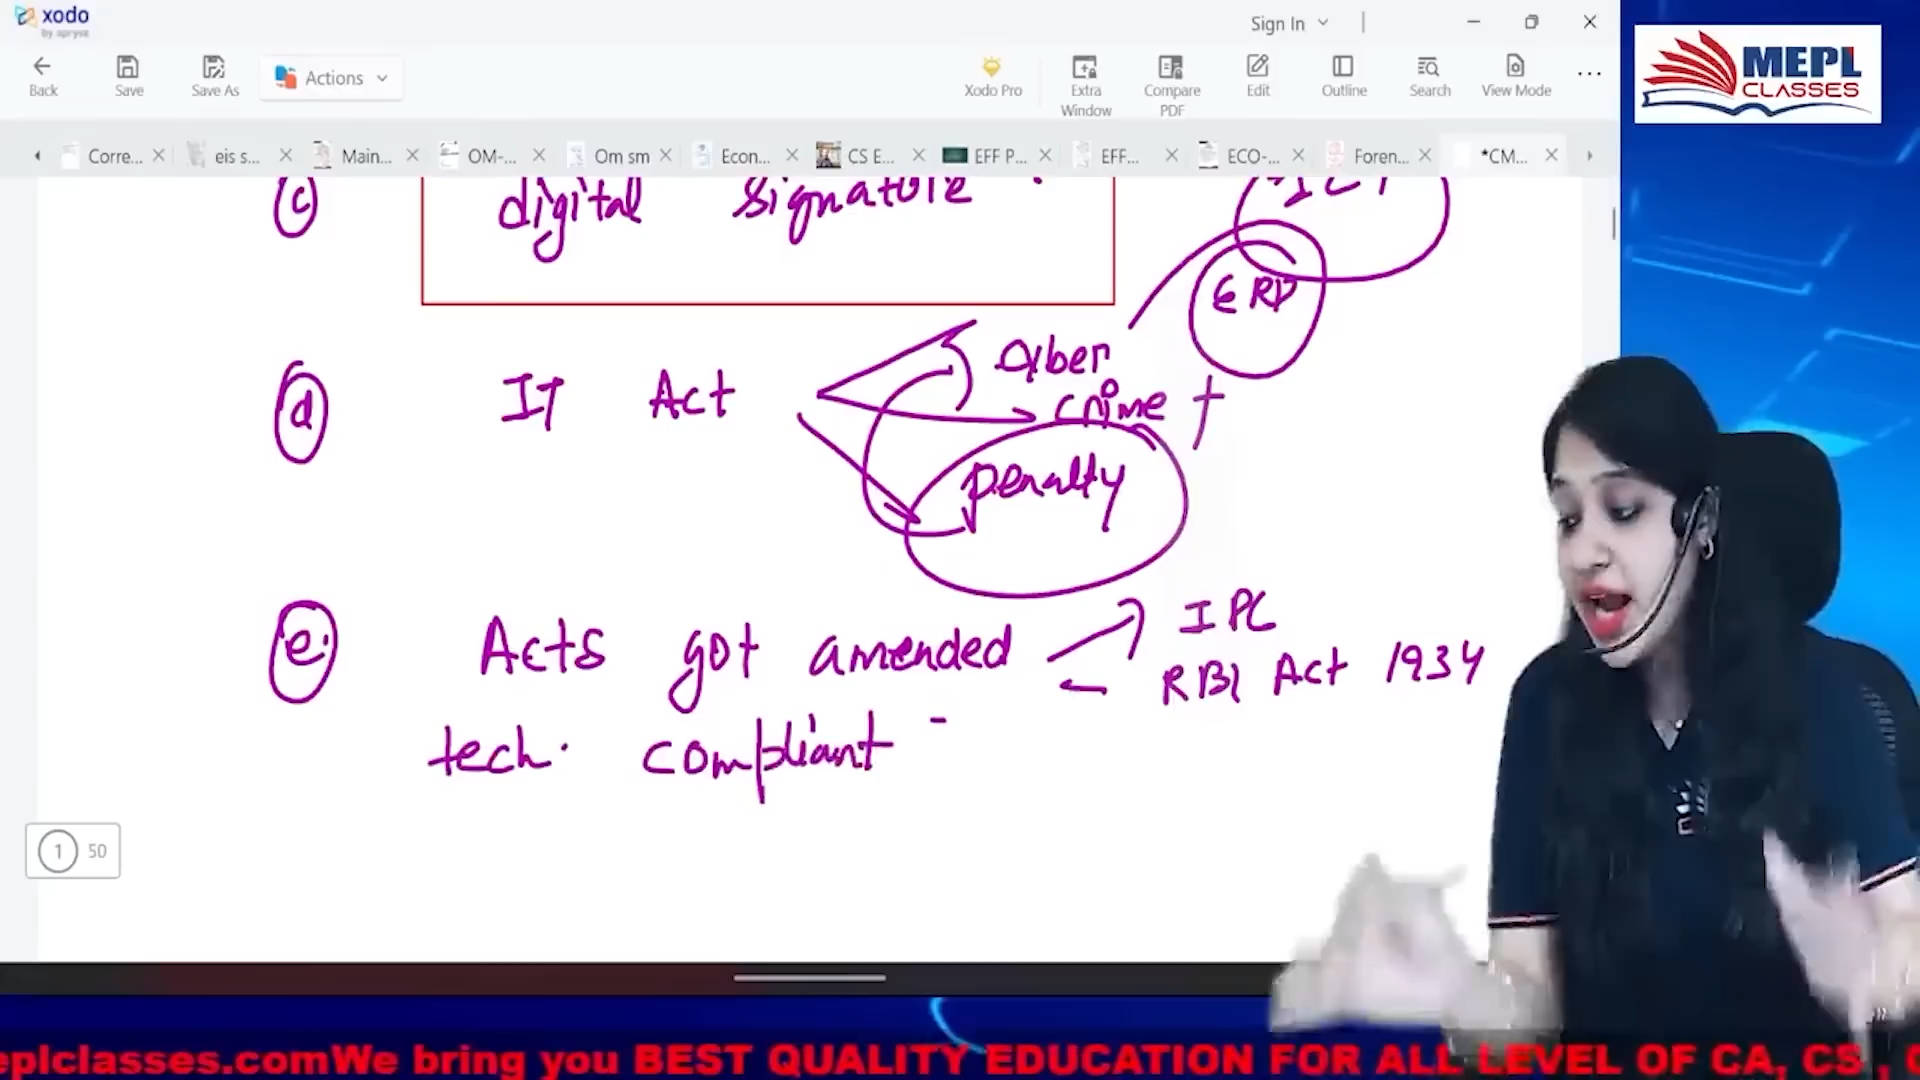 xodo
by apryse
Sign In
Back
Save
Save As
Actions
Xodo Pro
Extra Window
Compare PDF
Edit
Outline
Search
View Mode
...
MEPL
CLASSES
Corre...
eis s...
Main...
OM-...
Om sm
Econ...
CS E...
EFF P...
EFF...
ECO-...
Foren...
*CM...
(c) digital signature
ERP
(d) IT Act
Cyber
crime +
penalty
(e) Acts got amended
IPC
RBI Act 1934
tech. compliant -
1 50
eplclasses.comWe bring you BEST QUALITY EDUCATION FOR ALL LEVEL OF CA, CS , C